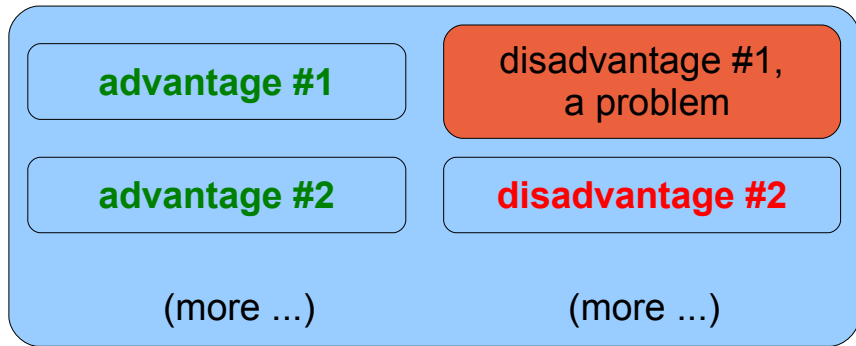 advantage #1
disadvantage #1,
a problem
advantage #2
disadvantage #2
(more ...)
(more ...)